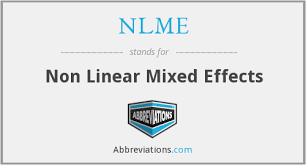 NLME
stands for
Non Linear Mixed Effects
ABBREVIATIONS
Abbreviations.com